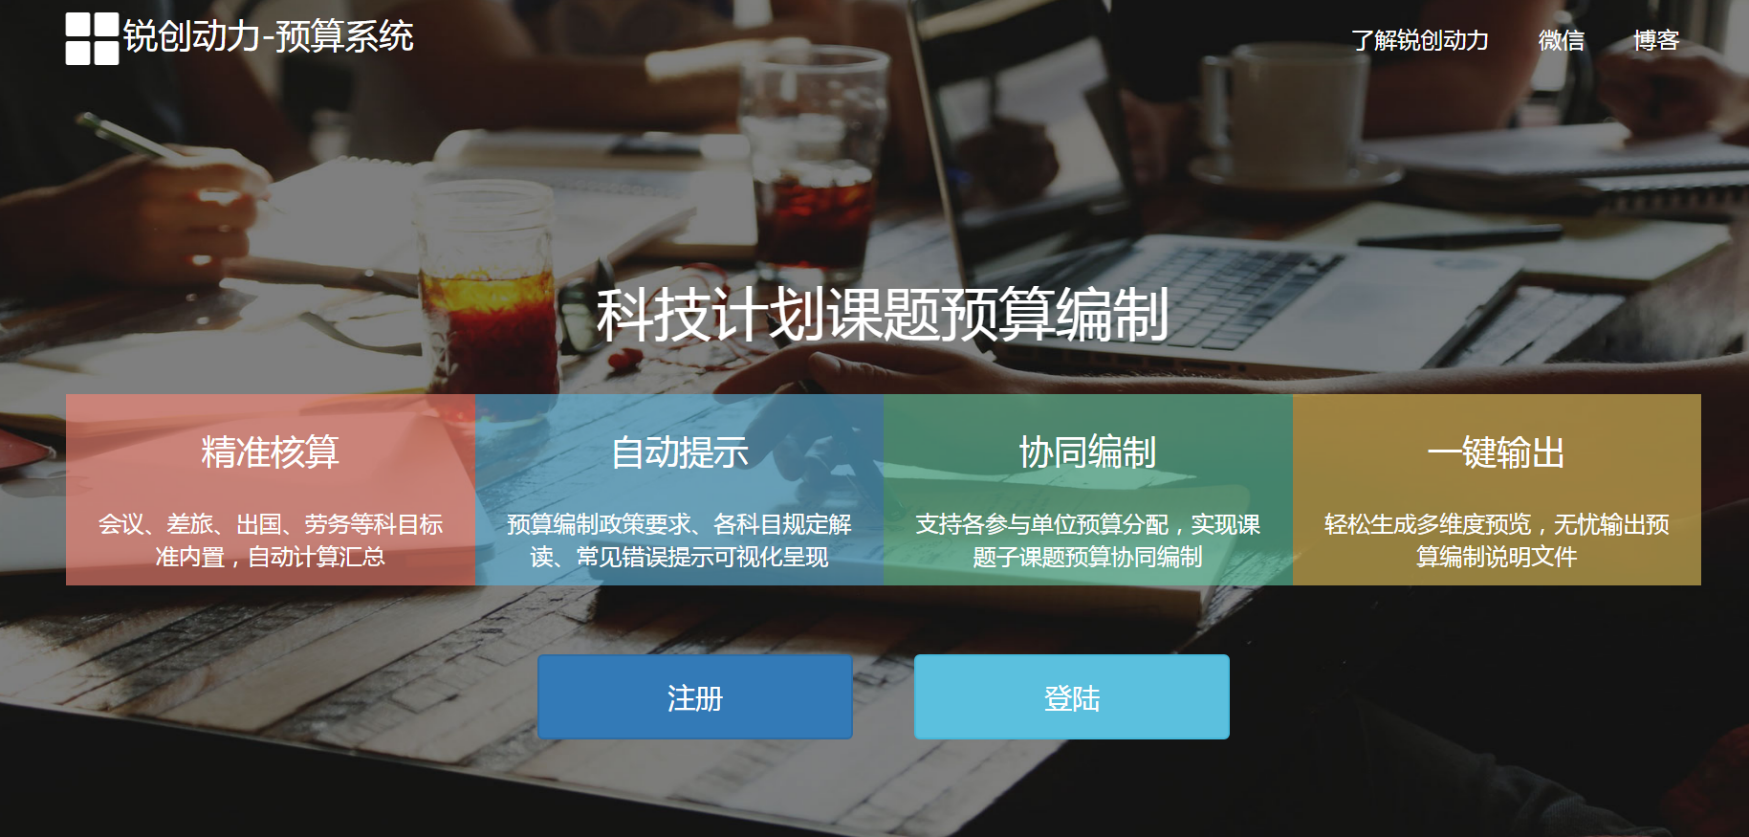 锐创动力-预算系统
了解锐创动力 微信 博客
科技计划课题预算编制
精准核算
会议、差旅、出国、劳务等科目标
准内置，自动计算汇总
自动提示
预算编制政策要求、各科目规定解
读、常见错误提示可视化呈现
协同编制
支持各参与单位预算分配，实现课
题子课题预算协同编制
一键输出
轻松生成多维度预览，无忧输出预
算编制说明文件
注册
登陆